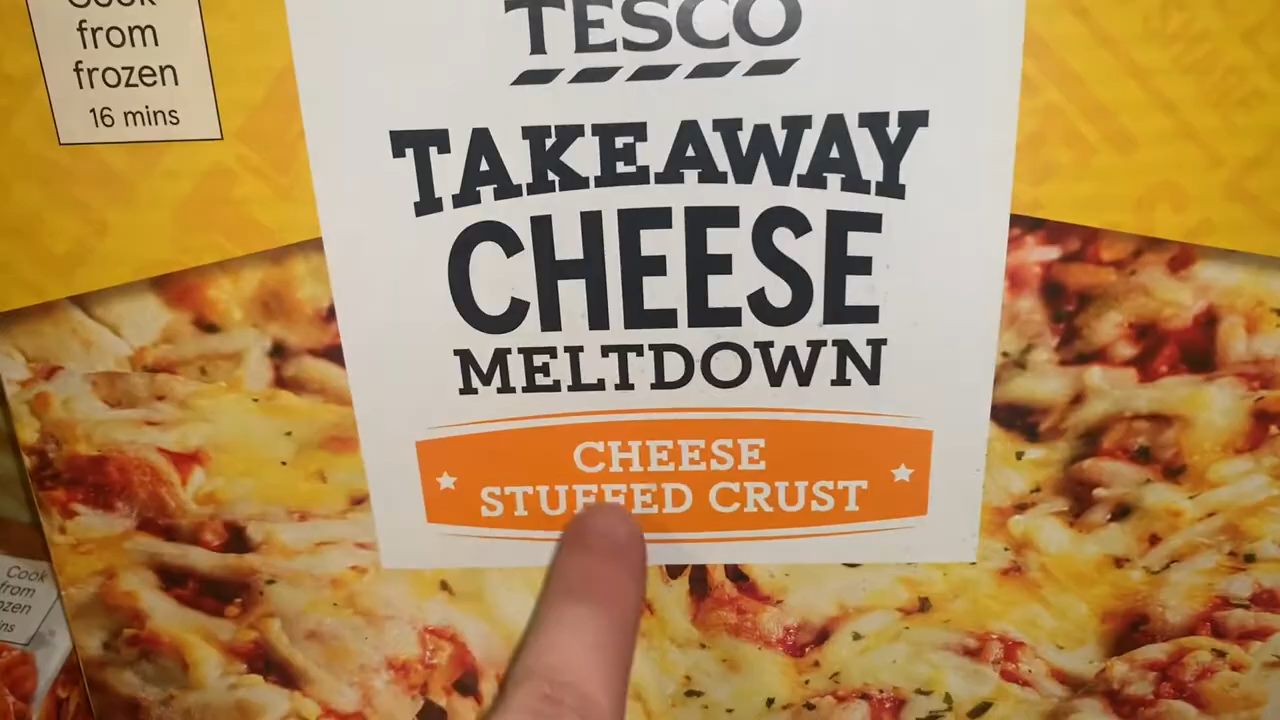 Cook
from
frozen
16 mins
TESCO
TAKEAWAY
CHEESE
MELTDOWN
CHEESE
STUFFED CRUST
Cook
from